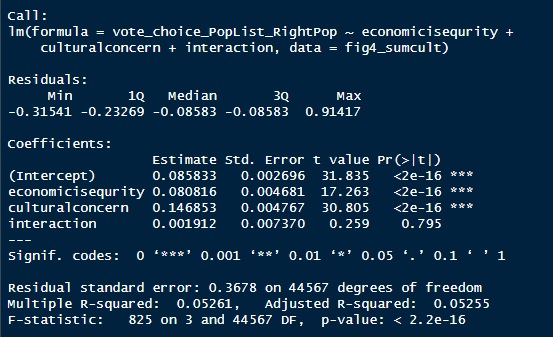 Call:
lm(formula = vote_choice_PopList_RightPop ~ economicisequrity +
    culturalconcern + interaction, data = fig4_sumcult)
Residuals:
     Min       1Q   Median       3Q      Max
-0.31541 -0.23269 -0.08583 -0.08583  0.91417
Coefficients:
                  Estimate Std. Error t value Pr(>|t|)
(Intercept)       0.085833   0.002696  31.835   <2e-16 ***
economicisequrity 0.080816   0.004681  17.263   <2e-16 ***
culturalconcern   0.146853   0.004767  30.805   <2e-16 ***
interaction       0.001912   0.007370   0.259    0.795
---
signif. codes:  0 ‘***’ 0.001 ‘**’ 0.01 ‘*’ 0.05 ‘.’ 0.1 ‘ ’ 1
Residual standard error: 0.3678 on 44567 degrees of freedom
Multiple R-squared:  0.05261,	Adjusted R-squared:  0.05255
F-statistic:   825 on 3 and 44567 DF,  p-value: < 2.2e-16